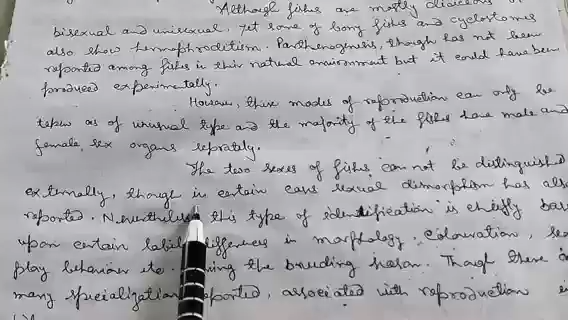 Although fishes are mostly dioecious or
bisexual and unisexual, yet some of bony fishes and cyclostomes
also show hermaphroditism. Parthenogenesis, though has not been
reported among fishes in their natural environment but it could have been
produced experimentally.
However, these modes of reproduction can only be
taken as of unusual type and the majority of the fishes have male and
female sex organs seprately.
The two sexes of fishes can not be distinguished
externally, though in certain cases sexual dimorphism has also
reported. Nevertheless this type of identification is chiefly
upon certain differences in morphology, colouration,
play behaviour etc. the breeding season. Though there
many specialization reported, associated with reproduction